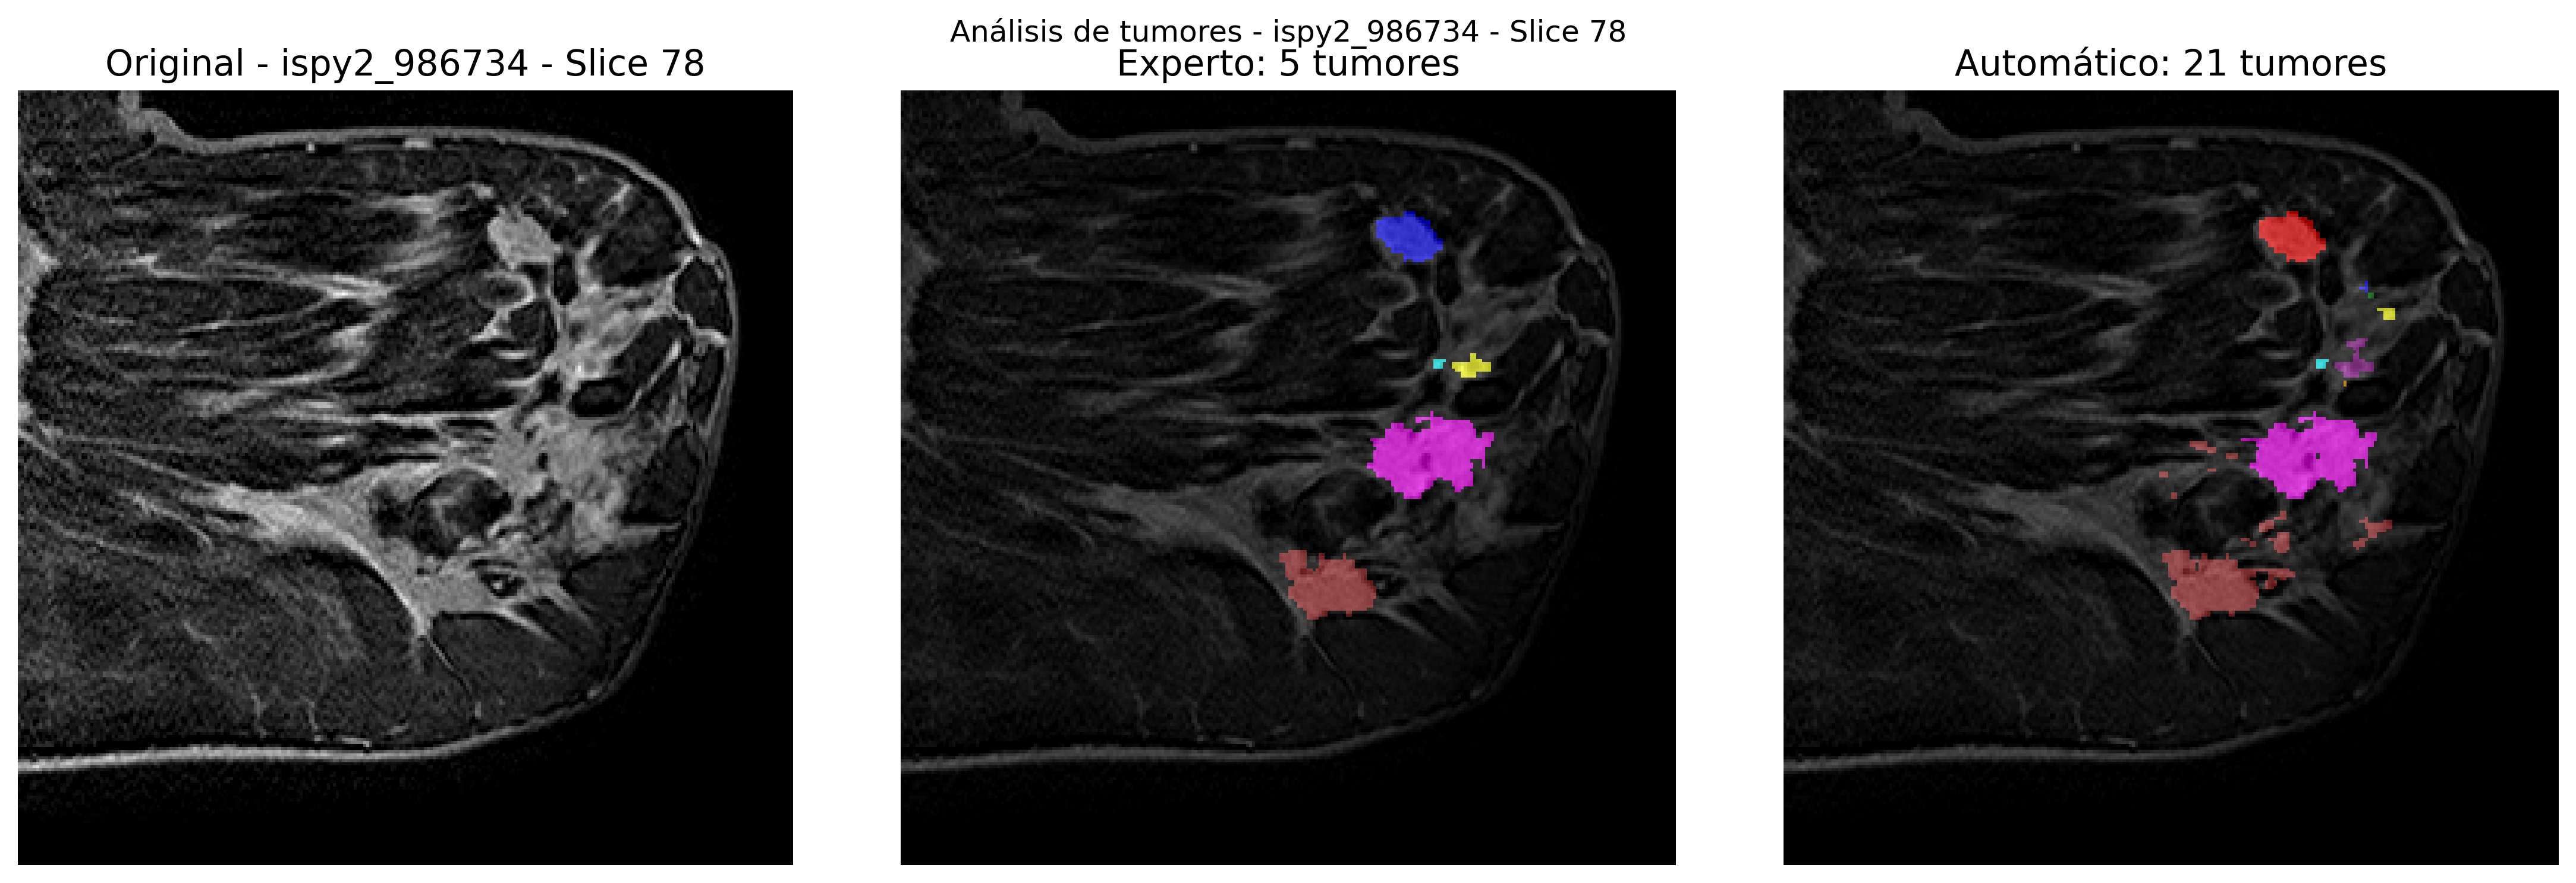 Análisis de tumores - ispy2_986734 - Slice 78
Original - ispy2_986734 - Slice 78
Experto: 5 tumores
Automático: 21 tumores